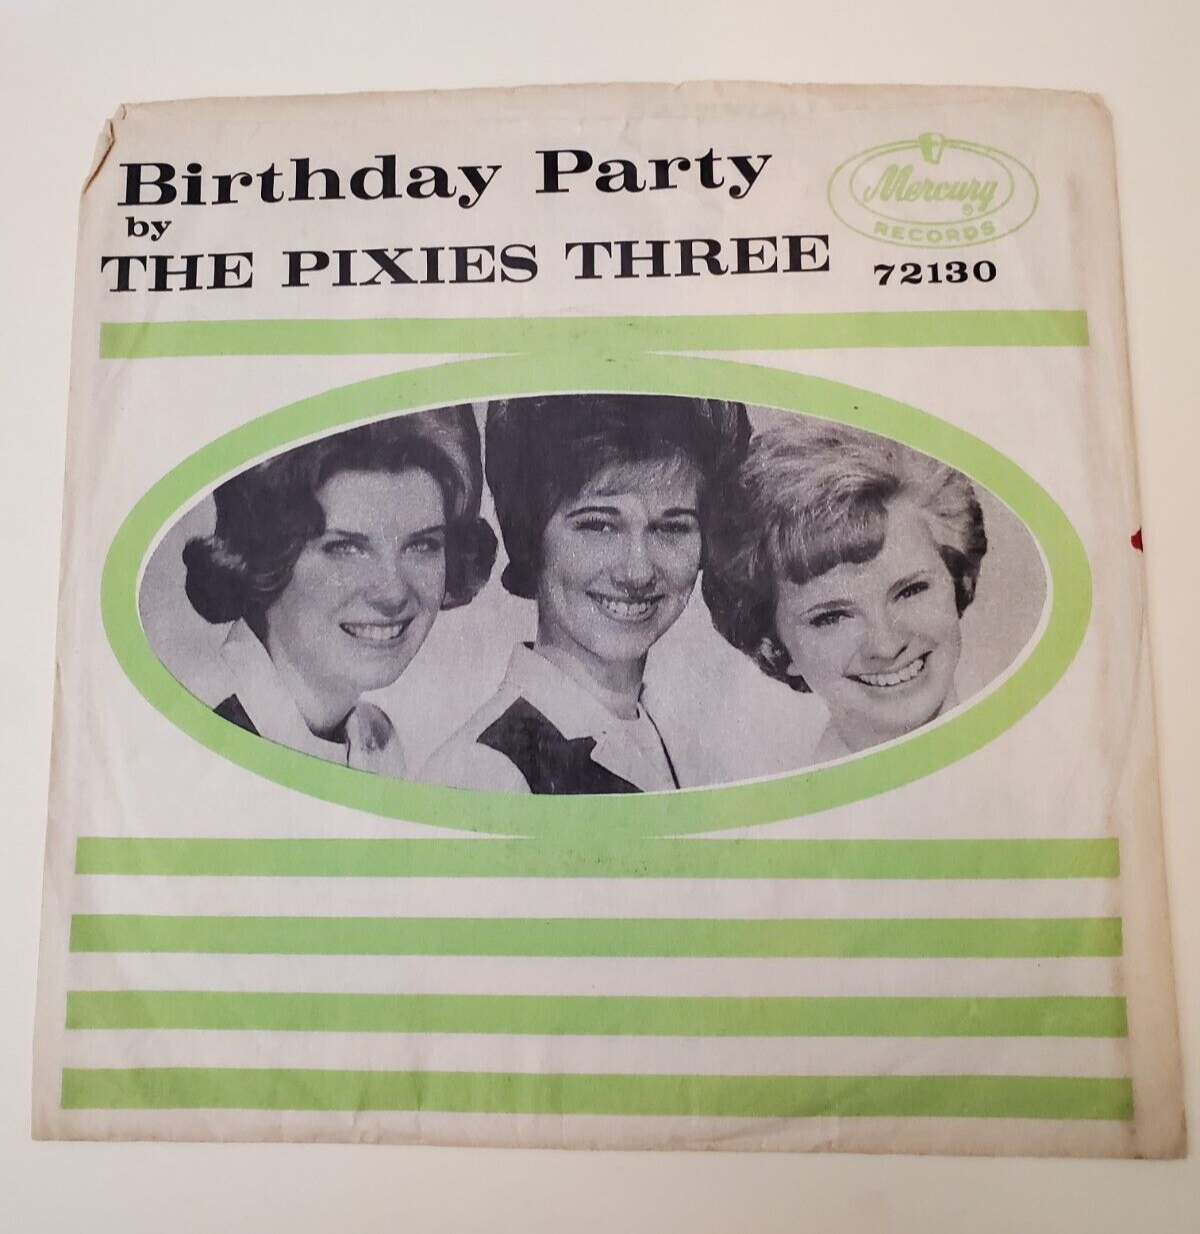 Birthday Party
by
THE PIXIES THREE
Mercury
®
RECORDS
72130